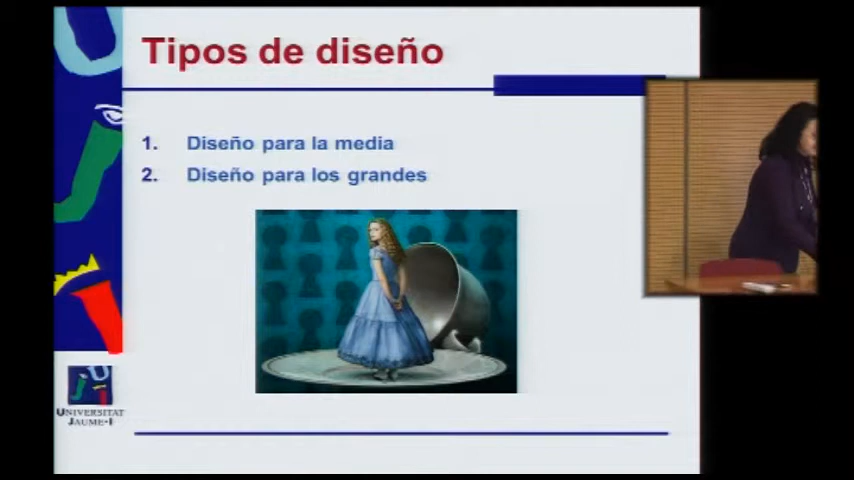 Tipos de diseño
1. Diseño para la media
2. Diseño para los grandes
UNIVERSITAT
JAUME·I